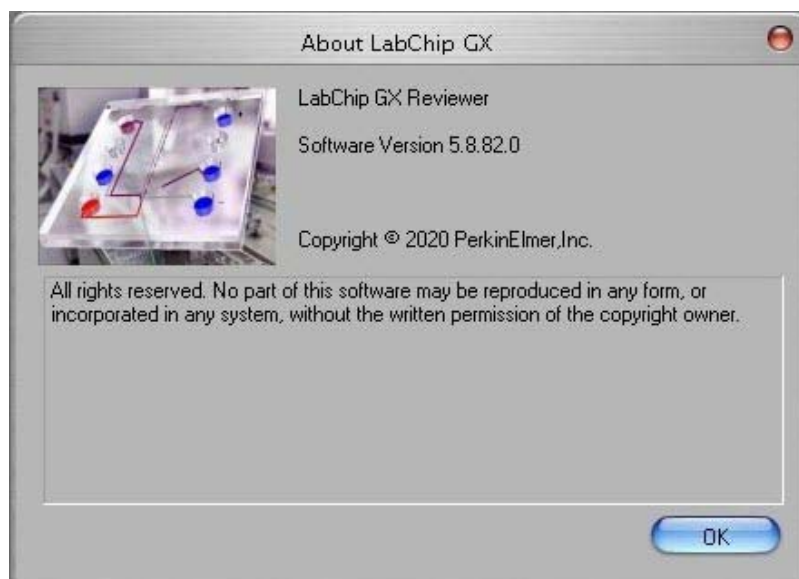 About LabChip GX
LabChip GX Reviewer
Software Version 5.8.82.0
Copyright © 2020 PerkinElmer,Inc.
All rights reserved. No part of this software may be reproduced in any form, or
incorporated in any system, without the written permission of the copyright owner.
OK